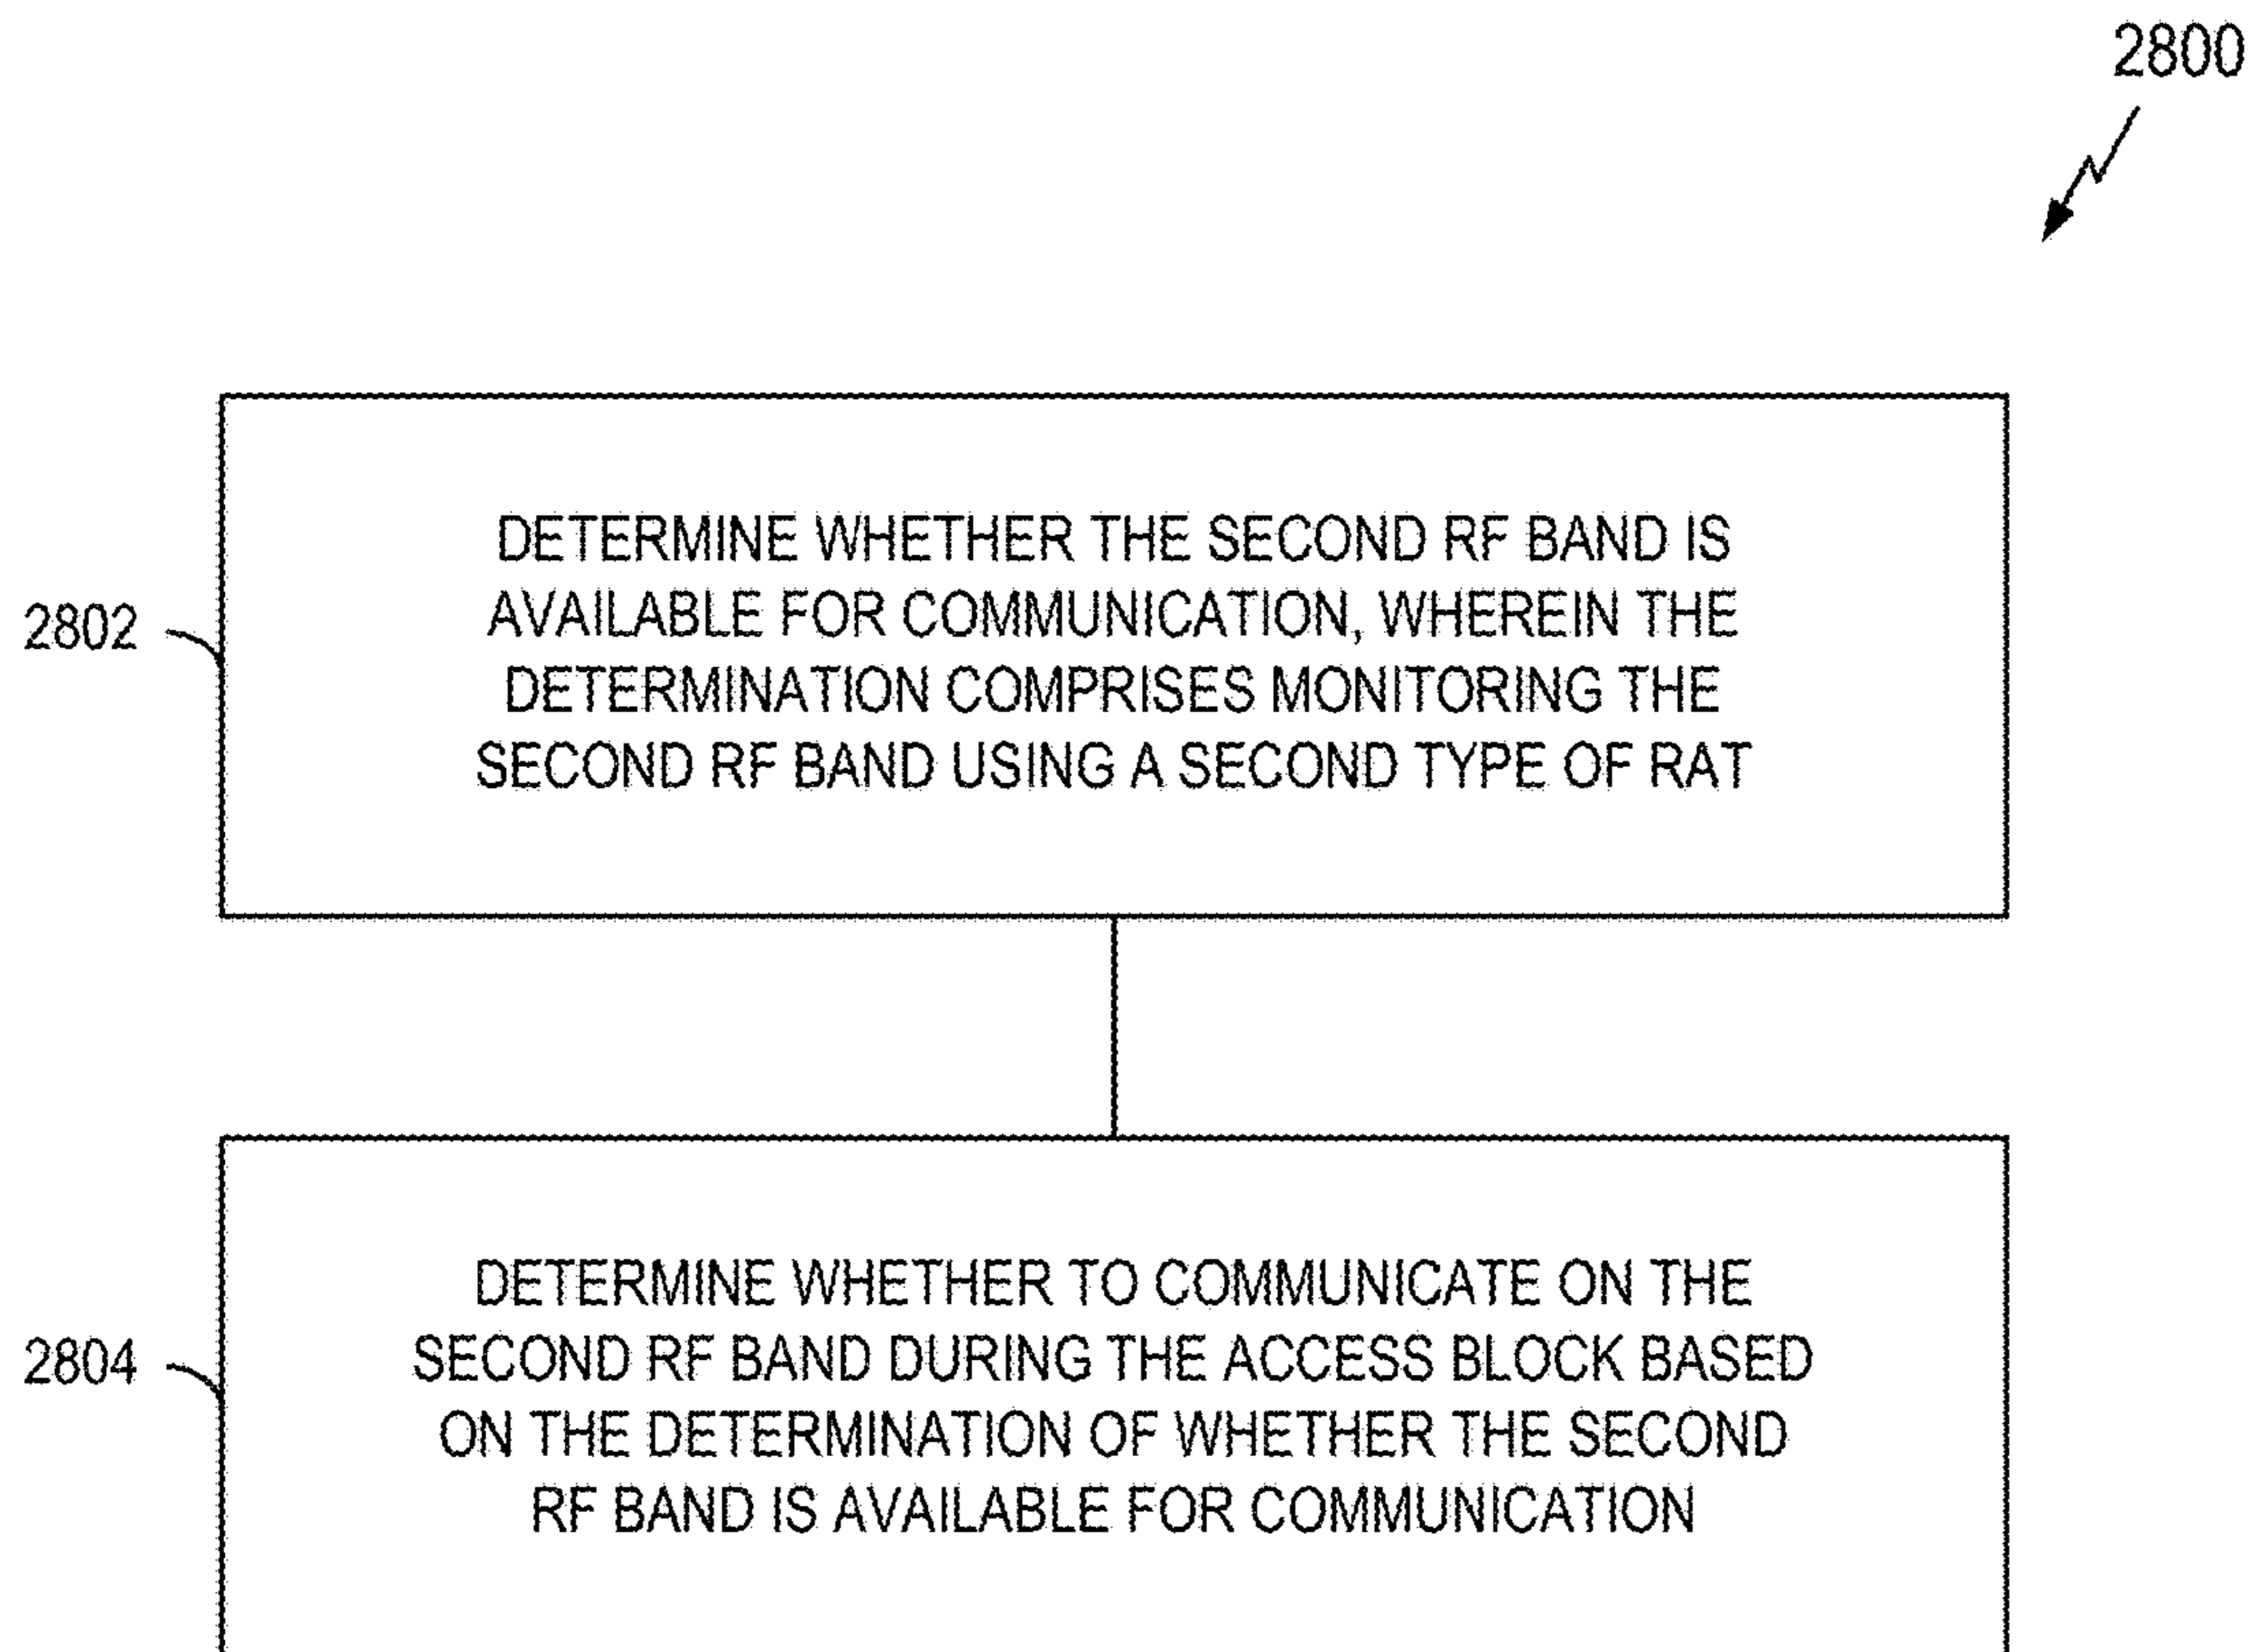 2800
2802
DETERMINE WHETHER THE SECOND RF BAND IS
AVAILABLE FOR COMMUNICATION, WHEREIN THE
DETERMINATION COMPRISES MONITORING THE
SECOND RF BAND USING A SECOND TYPE OF RAT
2804
DETERMINE WHETHER TO COMMUNICATE ON THE
SECOND RF BAND DURING THE ACCESS BLOCK BASED
ON THE DETERMINATION OF WHETHER THE SECOND
RF BAND IS AVAILABLE FOR COMMUNICATION